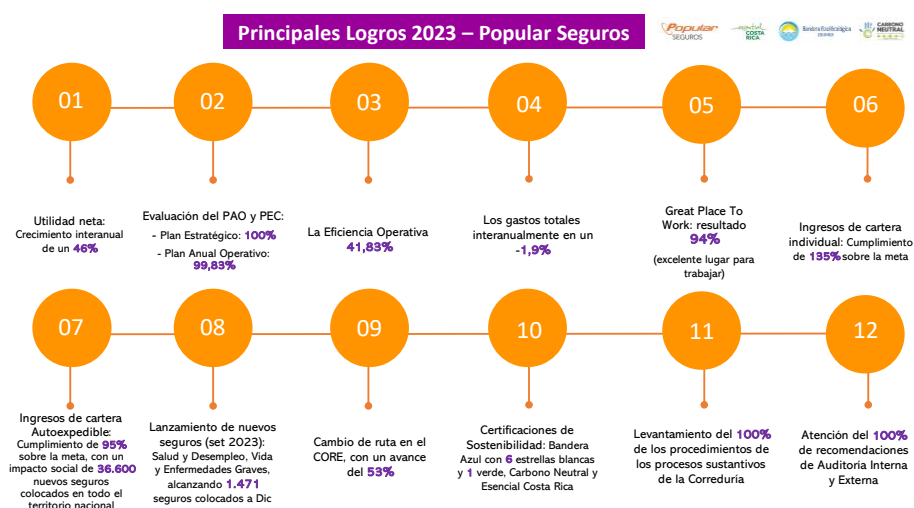 Principales Logros 2023 – Popular Seguros
Popular
SEGUROS
esencial
COSTA
RICA
Bandera Azul Ecológica
CARBONO
NEUTRAL
01
02
03
04
05
06
Utilidad neta:
Crecimiento interanual
de un 46%
Evaluación del PAO y PEC:
- Plan Estratégico: 100%
- Plan Anual Operativo:
99,83%
La Eficiencia Operativa
41,83%
Los gastos totales
interanualmente en un
-1,9%
Great Place To
Work: resultado
94%
(excelente lugar para
trabajar)
Ingresos de cartera
individual: Cumplimiento
de 135% sobre la meta
07
08
09
10
11
12
Ingresos de cartera
Autoexpedible:
Cumplimiento de 95%
sobre la meta, con un
impacto social de 36.600
nuevos seguros
colocados en todo el
territorio nacional
Lanzamiento de nuevos
seguros (set 2023):
Salud y Desempleo, Vida
y Enfermedades Graves,
alcanzando 1.471
seguros colocados a Dic
Cambio de ruta en el
CORE, con un avance
del 53%
Certificaciones de
Sostenibilidad: Bandera
Azul con 6 estrellas blancas
y 1 verde, Carbono Neutral y
Esencial Costa Rica
Levantamiento del 100%
de los procedimientos de
los procesos sustantivos
de la Correduría
Atención del 100%
de recomendaciones
de Auditoría Interna
y Externa